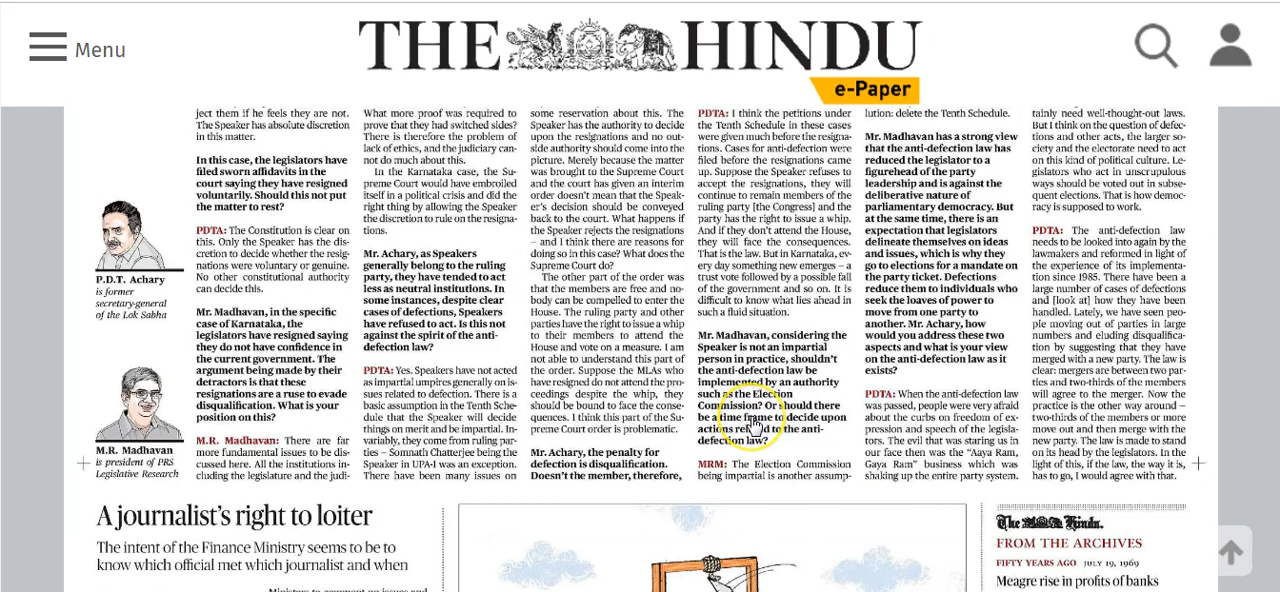 Menu
THE HINDU
e-Paper
ject them if he feels they are not.
The Speaker has absolute discretion
in this matter.
In this case, the legislators have
filed sworn affidavits in the
court saying they have resigned
voluntarily. Should this not put
the matter to rest?
PDTA: The Constitution is clear on
this. Only the Speaker has the dis-
cretion to decide whether the resig-
nations were voluntary or genuine.
No other constitutional authority
can decide this.
Mr. Madhavan, in the specific
case of Karnataka, the
legislators have resigned saying
they do not have confidence in
the current government. The
argument being made by their
detractors is that these
resignations are a ruse to evade
disqualification. What is your
position on this?
M.R. Madhavan: There are far
more fundamental issues to be dis-
cussed here. All the institutions in-
cluding the legislature and the judi-
P.D.T. Achary
is former
secretary-general
of the Lok Sabha
M.R. Madhavan
is president of PRS
Legislative Research
What more proof was required to
prove that they had switched sides?
There is therefore the problem of
lack of ethics, and the judiciary can-
not do much about this.
In the Karnataka case, the Su-
preme Court would have embroiled
itself in a political crisis and did the
right thing by allowing the Speaker
the discretion to rule on the resigna-
tions.
Mr. Achary, as Speakers
generally belong to the ruling
party, they have tended to act
less as neutral institutions. In
some instances, despite clear
cases of defections, Speakers
have refused to act. Is this not
against the spirit of the anti-
defection law?
PDTA: Yes. Speakers have not acted
as impartial umpires generally on is-
sues related to defection. There is a
basic assumption in the Tenth Sche-
dule that the Speaker will decide
things on merit and be impartial. In-
variably, they come from ruling par-
ties – Somnath Chatterjee being the
Speaker in UPA-I was an exception.
There have been many issues on
some reservation about this. The
Speaker has the authority to decide
upon the resignations and no out-
side authority should come into the
picture. Merely because the matter
was brought to the Supreme Court
and the court has given an interim
order doesn't mean that the Speak-
er's decision should be conveyed
back to the court. What happens if
the Speaker rejects the resignations
– and I think there are reasons for
doing so in this case? What does the
Supreme Court do?
The other part of the order was
that the members are free and no-
body can be compelled to enter the
House. The ruling party and other
parties have the right to issue a whip
to their members to attend the
House and vote on a measure. I am
not able to understand this part of
the order. Suppose the MLAs who
have resigned do not attend the pro-
ceedings despite the whip, they
should be bound to face the conse-
quences. I think this part of the Su-
preme Court order is problematic.
Mr. Achary, the penalty for
defection is disqualification.
Doesn't the member, therefore,
PDTA: I think the petitions under
the Tenth Schedule in these cases
were given much before the resigna-
tions. Cases for anti-defection were
filed before the resignations came
up. Suppose the Speaker refuses to
accept the resignations, they will
continue to remain members of the
ruling party [the Congress] and the
party has the right to issue a whip.
And if they don't attend the House,
they will face the consequences.
That is the law. But in Karnataka, ev-
ery day something new emerges – a
trust vote followed by a possible fall
of the government and so on. It is
difficult to know what lies ahead in
such a fluid situation.
Mr. Madhavan, considering the
Speaker is not an impartial
person in practice, shouldn't
the anti-defection law be
implemented by an authority
such as the Election
Commission? Or should there
be a time frame to decide upon
actions to the anti-
defection law?
MRM: The Election Commission
being impartial is another assump-
lution: delete the Tenth Schedule.
Mr. Madhavan has a strong view
that the anti-defection law has
reduced the legislator to a
figurehead of the party
leadership and is against the
deliberative nature of
parliamentary democracy. But
at the same time, there is an
expectation that legislators
delineate themselves on ideas
and issues, which is why they
go to elections for a mandate on
the party ticket. Defections
reduce them to individuals who
seek the loaves of power to
move from one party to
another. Mr. Achary, how
would you address these two
aspects and what is your view
on the anti-defection law as it
exists?
PDTA: When the anti-defection law
was passed, people were very afraid
about the curbs on freedom of ex-
pression and speech of the legisla-
tors. The evil that was staring us in
our face then was the “Aaya Ram,
Gaya Ram” business which was
shaking up the entire party system.
tainly need well-thought-out laws.
But I think on the question of defec-
tions and other acts, the larger so-
ciety and the electorate need to act
on this kind of political culture. Le-
gislators who act in unscrupulous
ways should be voted out in subse-
quent elections. That is how democ-
racy is supposed to work.
PDTA: The anti-defection law
needs to be looked into again by the
lawmakers and reformed in light of
the experience of its implementa-
tion since 1985. There have been a
large number of cases of defections
and [look at] how they have been
handled. Lately, we have seen peo-
ple moving out of parties in large
numbers and eluding disqualifica-
tion by suggesting that they have
merged with a new party. The law is
clear: mergers are between two par-
ties and two-thirds of the members
will agree to the merger. Now the
practice is the other way around –
two-thirds of the members or more
move out and then merge with the
new party. The law is made to stand
on its head by the legislators. In the
light of this, if the law, the way it is,
has to go, I would agree with that.
A journalist's right to loiter
The intent of the Finance Ministry seems to be to
know which official met which journalist and when
The Hindu.
FROM THE ARCHIVES
FIFTY YEARS AGO JULY 19, 1969
Meagre rise in profits of banks